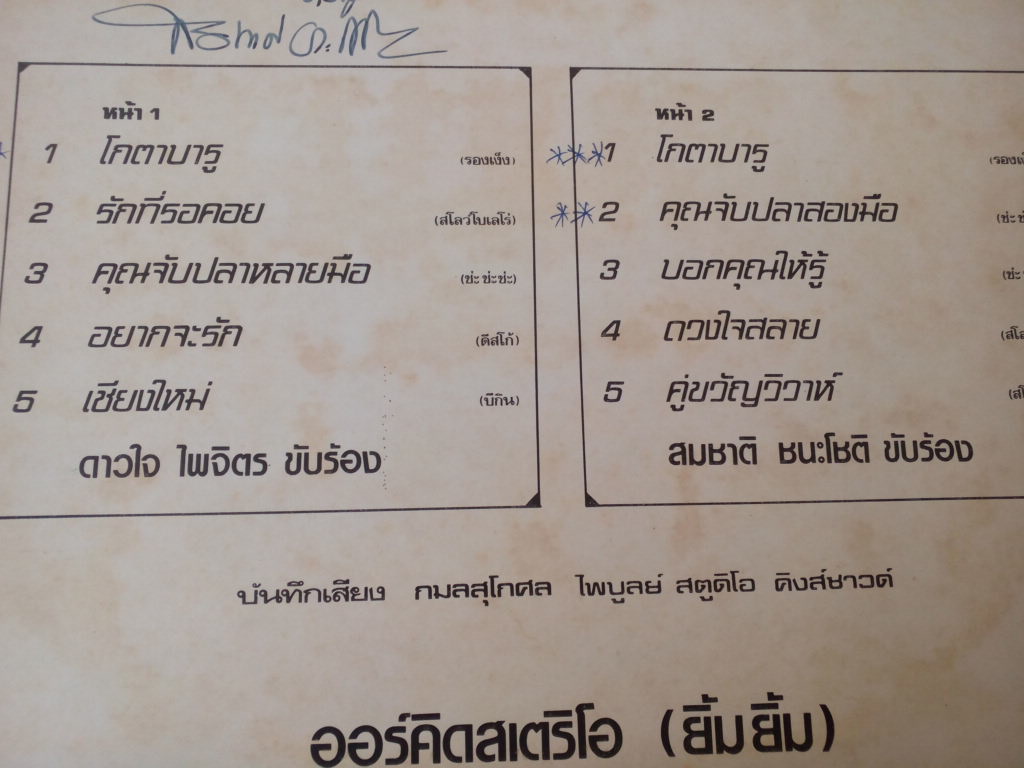 หน้า 1
1 โกตาบารู (รองเง็ง)
2 รักที่รอคอย (สโลว์โบเลโร่)
3 คุณจับปลาหลายมือ (ช่ะ ช่ะ ช่ะ)
4 อยากจะรัก (ดิสโก้)
5 เชียงใหม่ (บีกิน)
ดาวใจ ไพจิตร ขับร้อง
หน้า 2
***1 โกตาบารู
**2 คุณจับปลาสองมือ
3 บอกคุณให้รู้
4 ดวงใจสลาย
5 คู่ขวัญวิวาห์
สมชาติ ชนะโชติ ขับร้อง
บันทึกเสียง กมลสุโกศล ไพบูลย์ สตูดิโอ คิงส์ซาวด์
ออร์คิดสเตริโอ (ยิ้มยิ้ม)